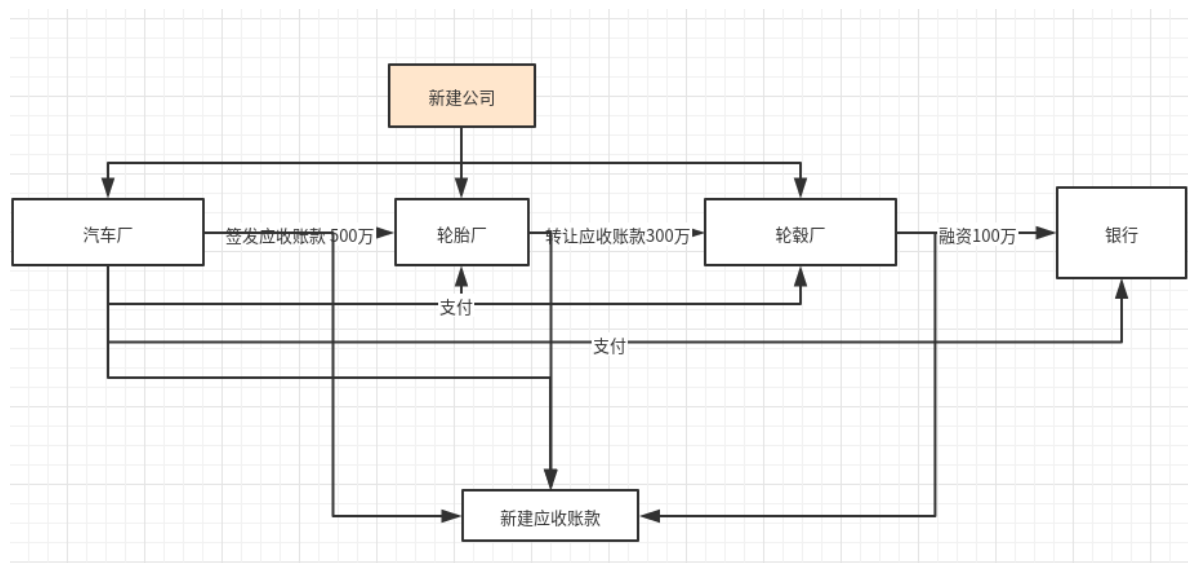 新建公司
汽车厂
签发应收账款 500万
轮胎厂
转让应收账款300万
轮毂厂
融资100万
银行
支付
支付
新建应收账款